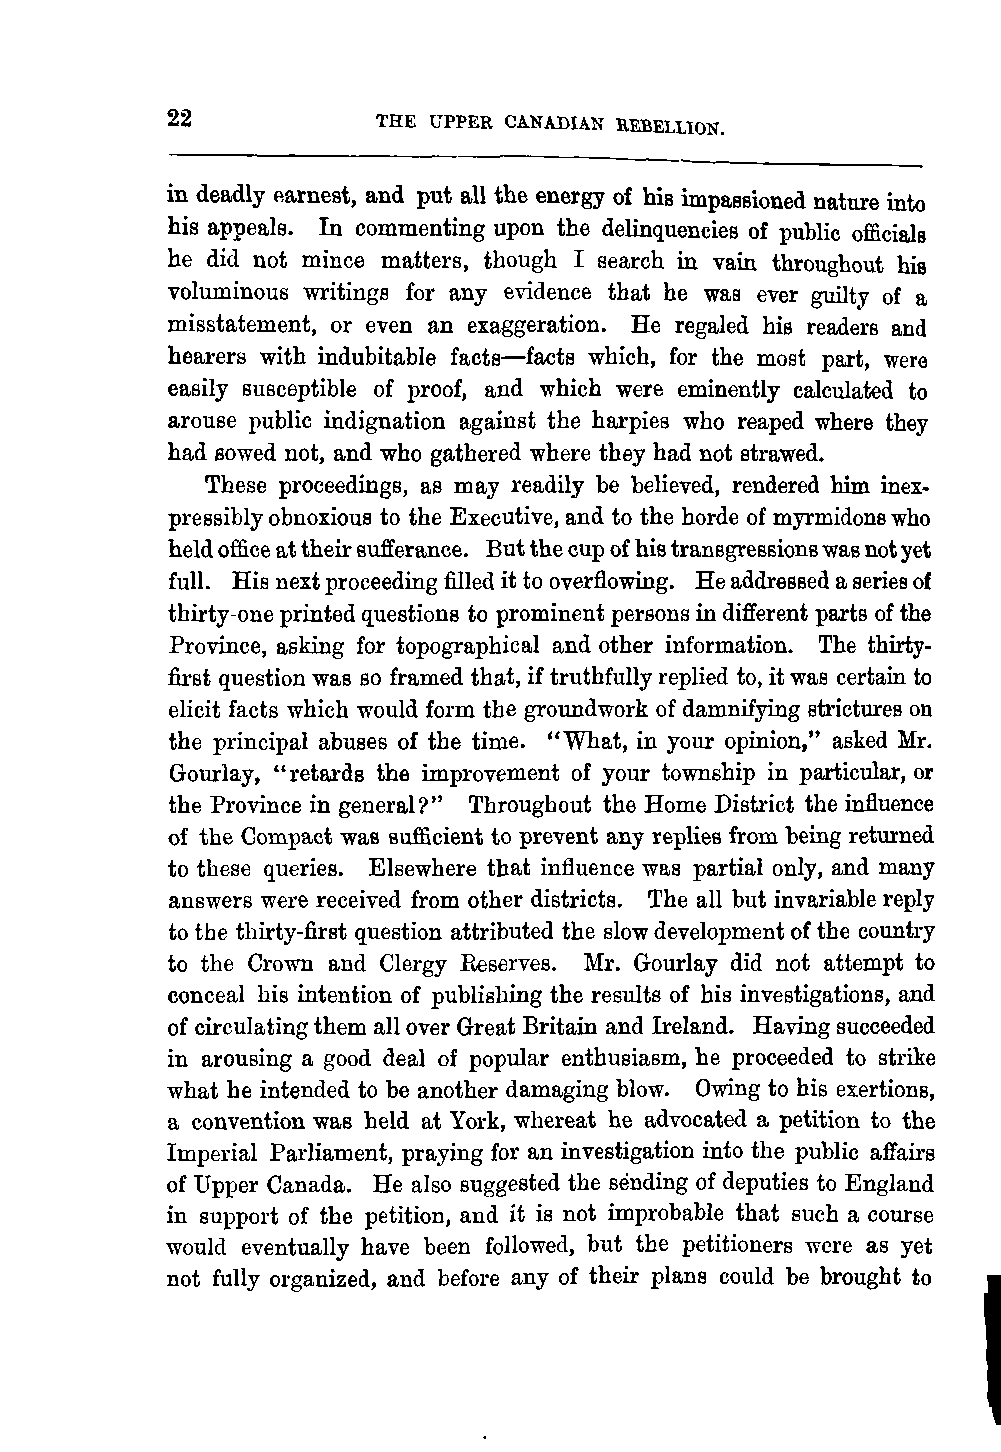 22 THE UPPER CANADIAN REBELLION.
in deadly earnest, and put all the energy of his impassioned nature into
his appeals. In commenting upon the delinquencies of public officials
he did not mince matters, though I search in vain throughout his
voluminous writings for any evidence that he was ever guilty of a
misstatement, or even an exaggeration. He regaled his readers and
hearers with indubitable facts—facts which, for the most part, were
easily susceptible of proof, and which were eminently calculated to
arouse public indignation against the harpies who reaped where they
had sowed not, and who gathered where they had not strawed.
These proceedings, as may readily be believed, rendered him inex-
pressibly obnoxious to the Executive, and to the horde of myrmidons who
held office at their sufferance. But the cup of his transgressions was not yet
full. His next proceeding filled it to overflowing. He addressed a series of
thirty-one printed questions to prominent persons in different parts of the
Province, asking for topographical and other information. The thirty-
first question was so framed that, if truthfully replied to, it was certain to
elicit facts which would form the groundwork of damnifying strictures on
the principal abuses of the time. "What, in your opinion," asked Mr.
Gourlay, "retards the improvement of your township in particular, or
the Province in general?" Throughout the Home District the influence
of the Compact was sufficient to prevent any replies from being returned
to these queries. Elsewhere that influence was partial only, and many
answers were received from other districts. The all but invariable reply
to the thirty-first question attributed the slow development of the country
to the Crown and Clergy Reserves. Mr. Gourlay did not attempt to
conceal his intention of publishing the results of his investigations, and
of circulating them all over Great Britain and Ireland. Having succeeded
in arousing a good deal of popular enthusiasm, he proceeded to strike
what he intended to be another damaging blow. Owing to his exertions,
a convention was held at York, whereat he advocated a petition to the
Imperial Parliament, praying for an investigation into the public affairs
of Upper Canada. He also suggested the sending of deputies to England
in support of the petition, and it is not improbable that such a course
would eventually have been followed, but the petitioners were as yet
not fully organized, and before any of their plans could be brought to